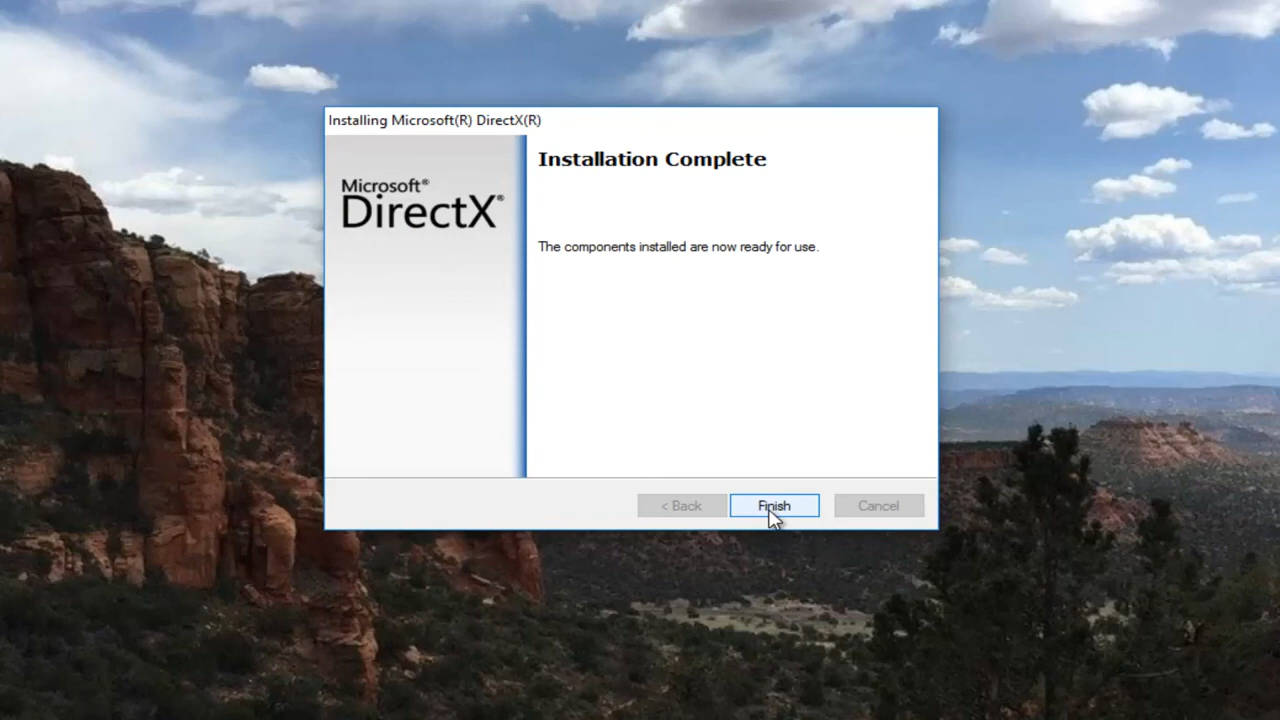 Installing Microsoft(R) DirectX(R)
Microsoft®
DirectX®
Installation Complete
The components installed are now ready for use.
< Back
Finish
Cancel